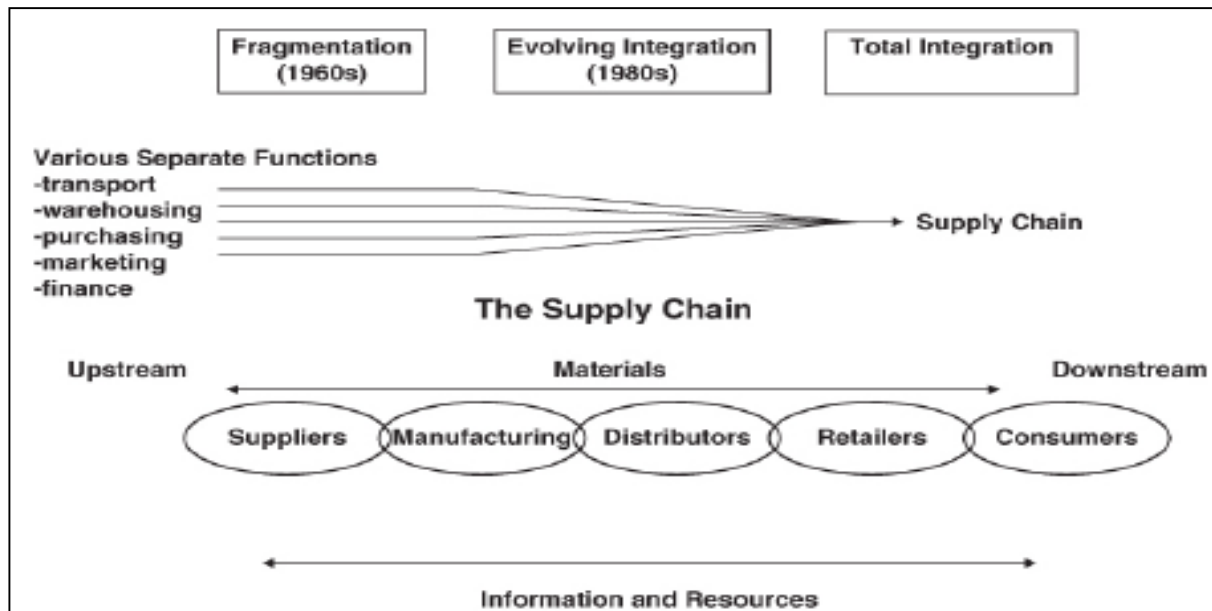 Fragmentation
(1960s)
Evolving Integration
(1980s)
Total Integration
Various Separate Functions
-transport
-warehousing
-purchasing
-marketing
-finance
Supply Chain
The Supply Chain
Upstream
Materials
Downstream
Suppliers
Manufacturing
Distributors
Retailers
Consumers
Information and Resources